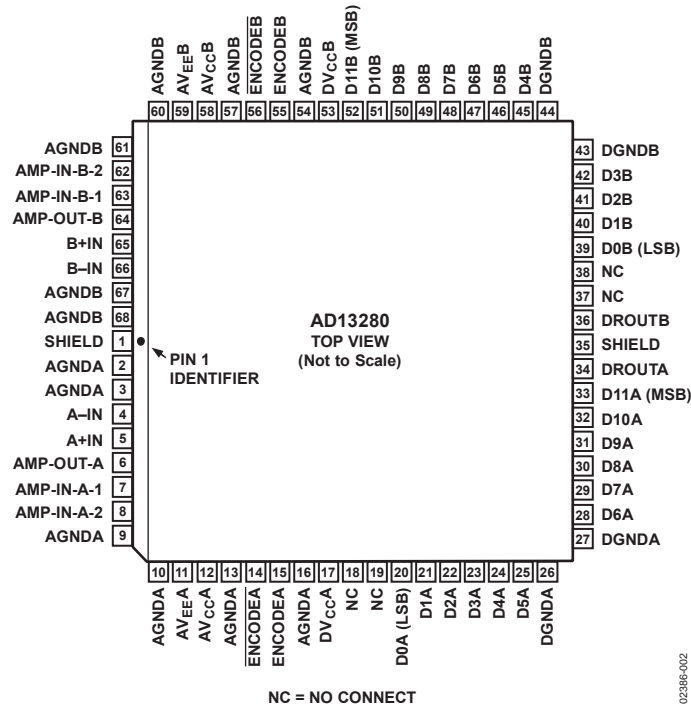 AGNDB
AVEEB
AVCCB
AGNDB
ENCODEB
ENCODEB
AGNDB
DVCCB
D11B (MSB)
D10B
D9B
D8B
D7B
D6B
D5B
D4B
DGNDB
60 59 58 57 56 55 54 53 52 51 50 49 48 47 46 45 44
AGNDB 61
AMP-IN-B-2 62
AMP-IN-B-1 63
AMP-OUT-B 64
B+IN 65
B–IN 66
AGNDB 67
AGNDB 68
SHIELD 1
AGNDA 2
AGNDA 3
A–IN 4
A+IN 5
AMP-OUT-A 6
AMP-IN-A-1 7
AMP-IN-A-2 8
AGNDA 9
PIN 1
IDENTIFIER
AD13280
TOP VIEW
(Not to Scale)
43 DGNDB
42 D3B
41 D2B
40 D1B
39 D0B (LSB)
38 NC
37 NC
36 DROUTB
35 SHIELD
34 DROUTA
33 D11A (MSB)
32 D10A
31 D9A
30 D8A
29 D7A
28 D6A
27 DGNDA
10 11 12 13 14 15 16 17 18 19 20 21 22 23 24 25 26
AGNDA
AVEEA
AVCCA
AGNDA
ENCODEA
ENCODEA
AGNDA
DVCCA
NC
NC
D0A (LSB)
D1A
D2A
D3A
D4A
D5A
DGNDA
NC = NO CONNECT
02386-002